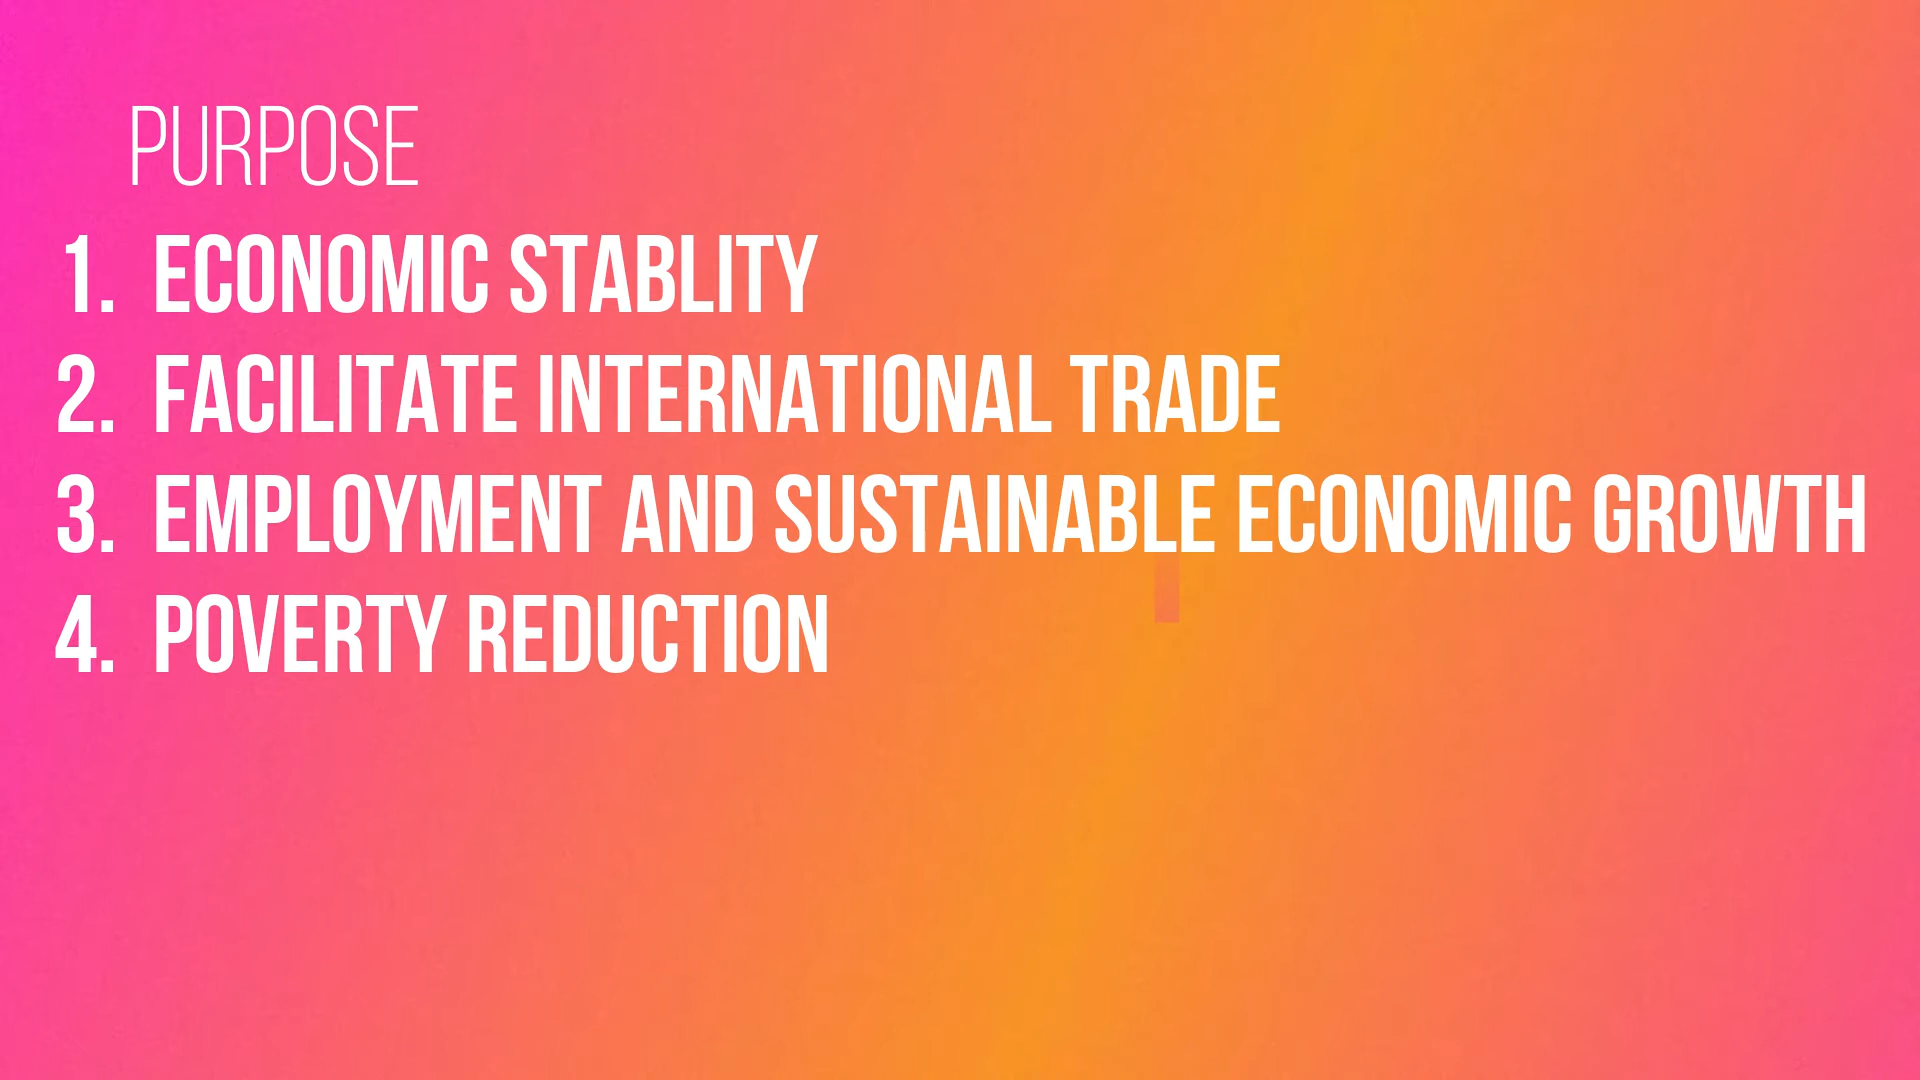 PURPOSE
1. ECONOMIC STABLITY
2. FACILITATE INTERNATIONAL TRADE
3. EMPLOYMENT AND SUSTAINABLE ECONOMIC GROWTH
4. POVERTY REDUCTION